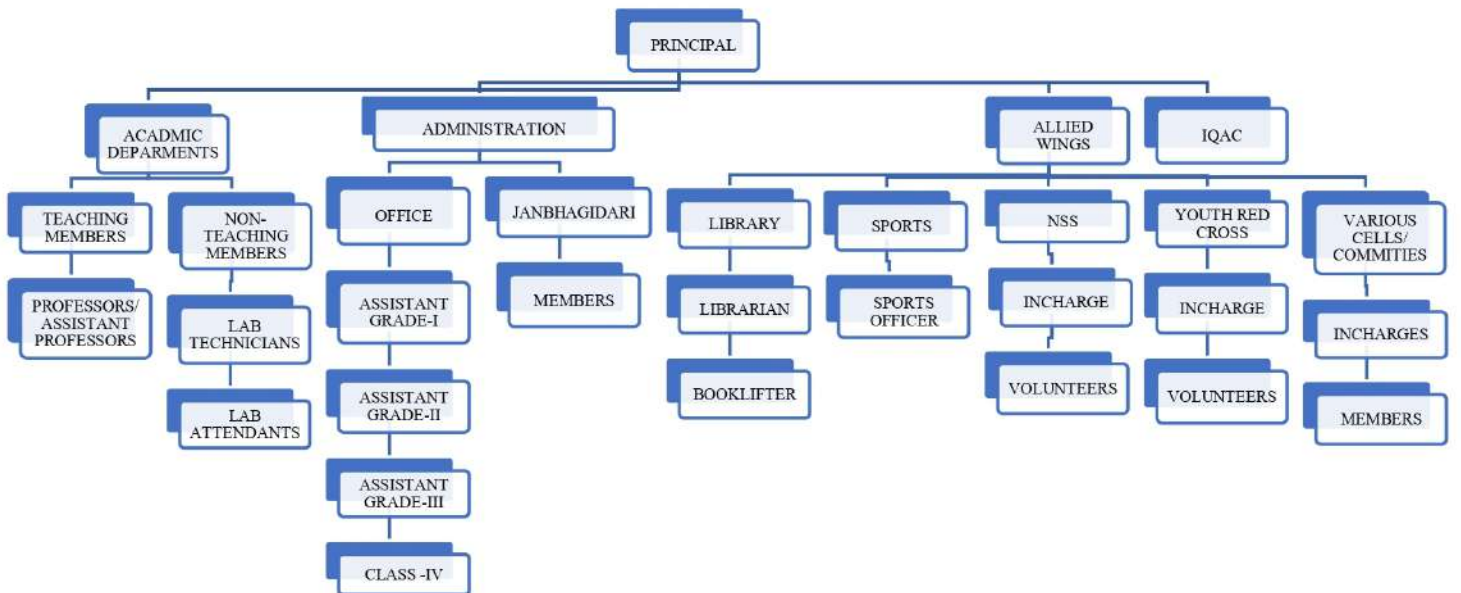 PRINCIPAL
ACADMIC
DEPARMENTS
ADMINISTRATION
ALLIED
WINGS
IQAC
TEACHING
MEMBERS
NON-
TEACHING
MEMBERS
OFFICE
JANBHAGIDARI
LIBRARY
SPORTS
NSS
YOUTH RED
CROSS
VARIOUS
CELLS/
COMMITIES
PROFESSORS/
ASSISTANT
PROFESSORS
LAB
TECHNICIANS
ASSISTANT
GRADE-I
MEMBERS
LIBRARIAN
SPORTS
OFFICER
INCHARGE
INCHARGE
INCHARGES
LAB
ATTENDANTS
ASSISTANT
GRADE-II
BOOKLIFTER
VOLUNTEERS
VOLUNTEERS
MEMBERS
ASSISTANT
GRADE-III
CLASS -IV